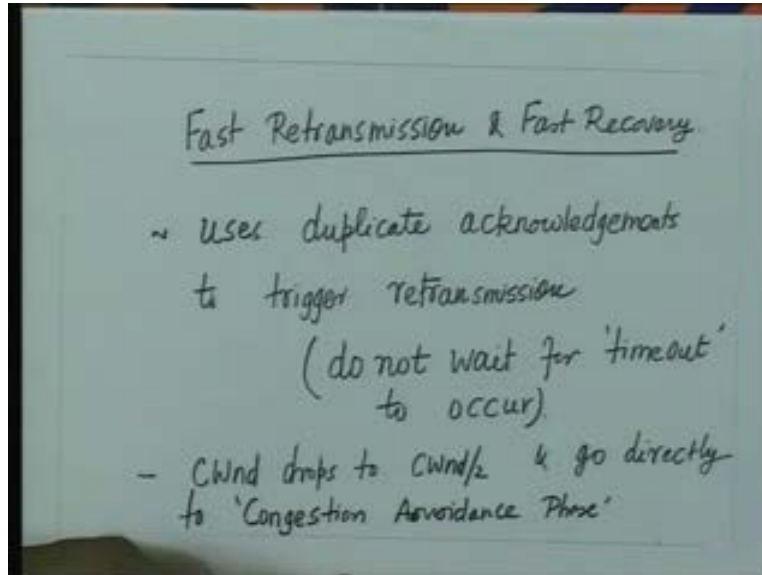 Fast Retransmission & Fast Recovery
~ uses duplicate acknowledgements
to trigger retransmission
(do not wait for 'timeout'
to occur).
- CWnd drops to CWnd/2 & go directly
to 'Congestion Aovoidance Phase'